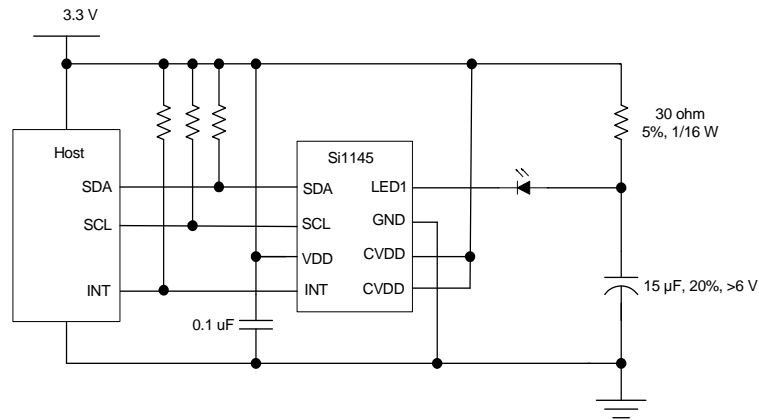 3.3 V
30 ohm
5%, 1/16 W
Host
Si1145
SDA
SDA
LED1
SCL
SCL
GND
VDD
CVDD
INT
INT
CVDD
15 µF, 20%, >6 V
0.1 uF